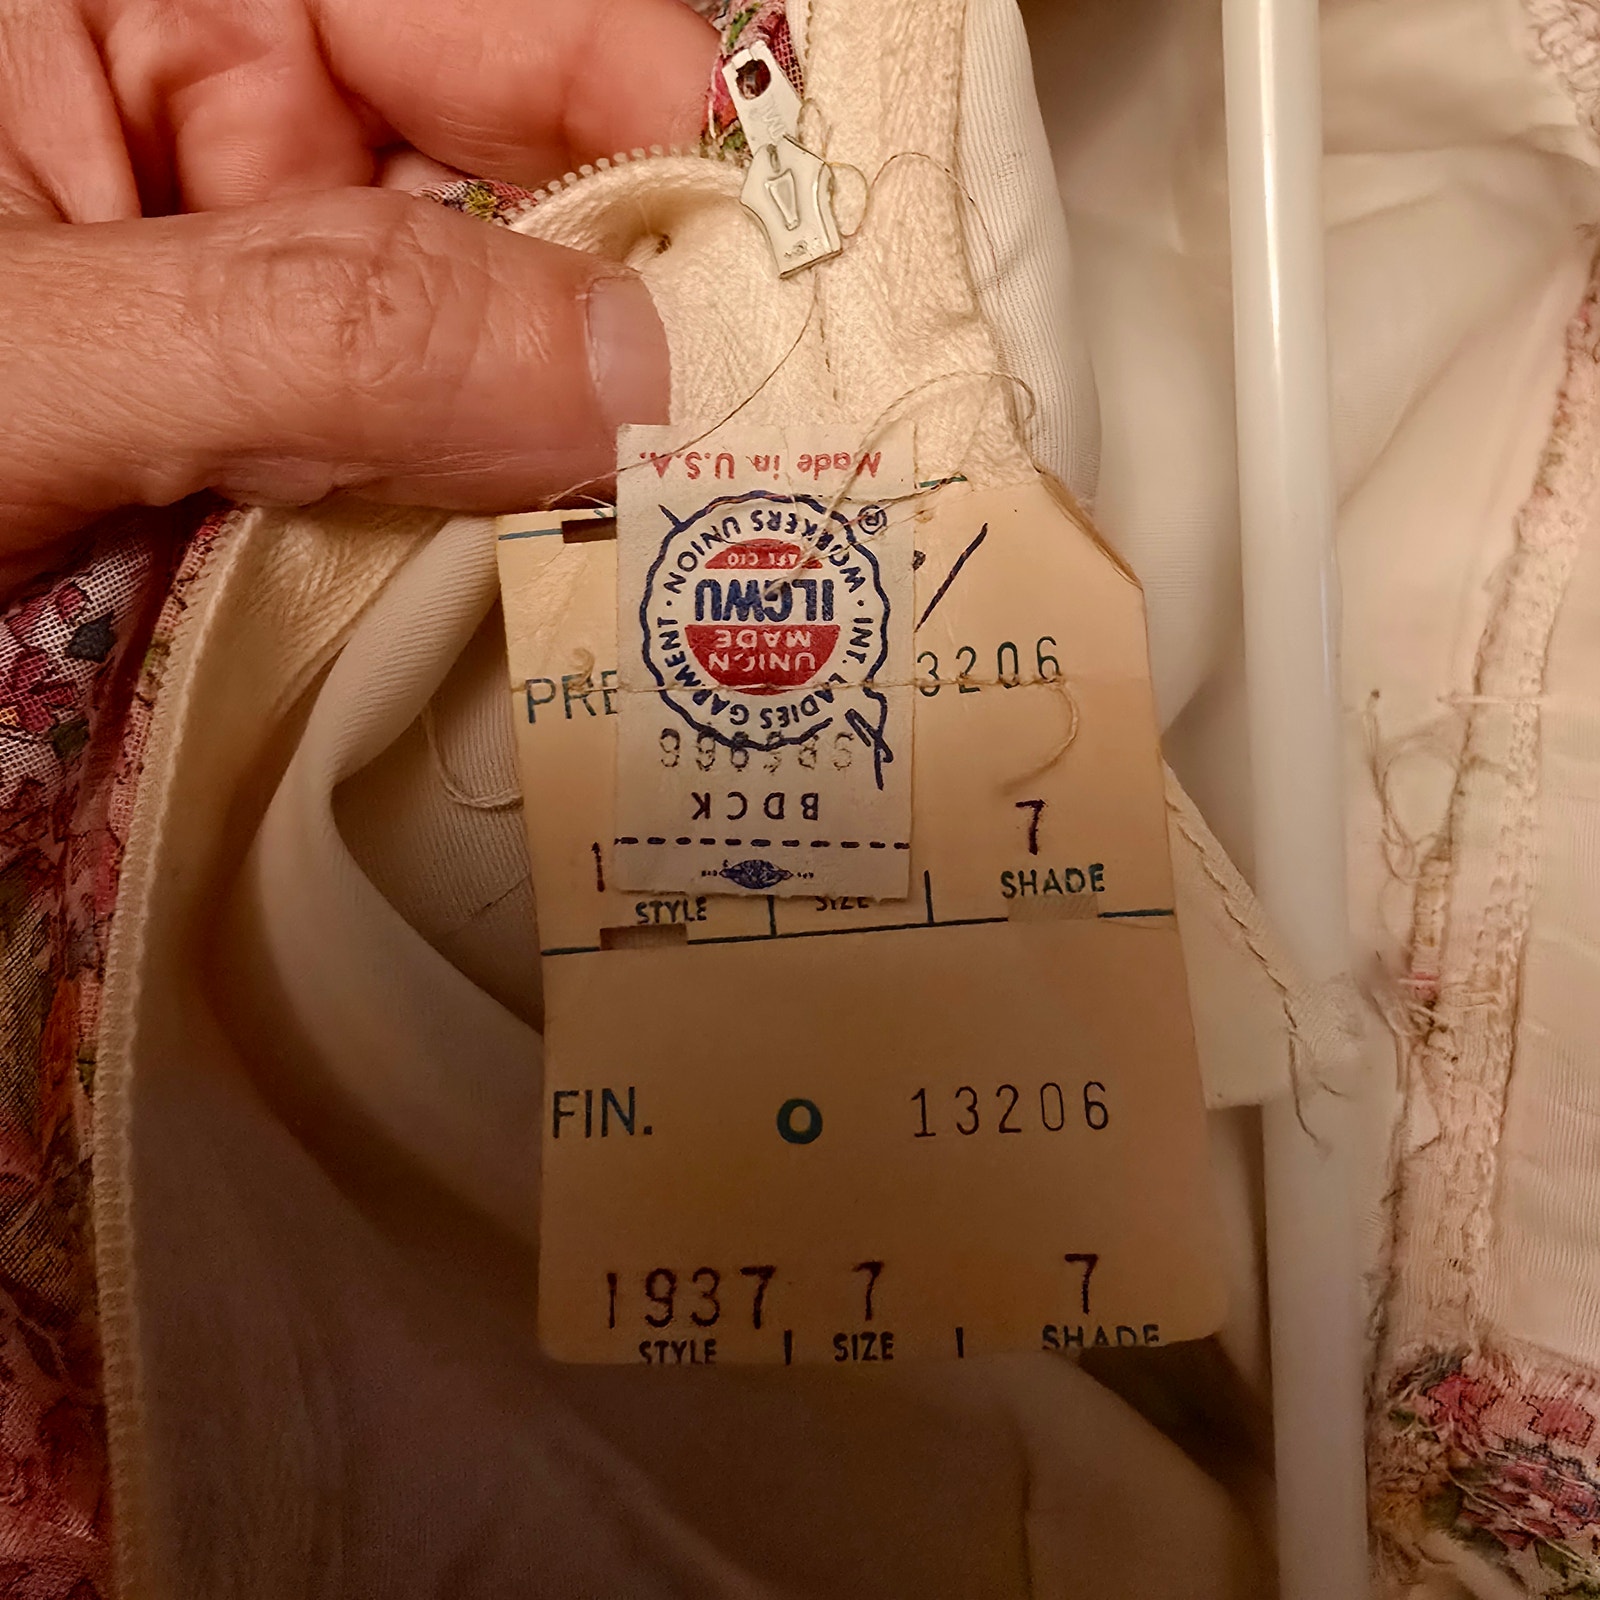 Made in U.S.A.
®
INT. LADIES GARMENT · WORKERS UNION ·
AFL CIO
ILGWU
UNION
MADE
BDCK
PRE
3206
7
1
STYLE
SIZE
SHADE
FIN.
O
13206
1937
7
7
STYLE
SIZE
SHADE